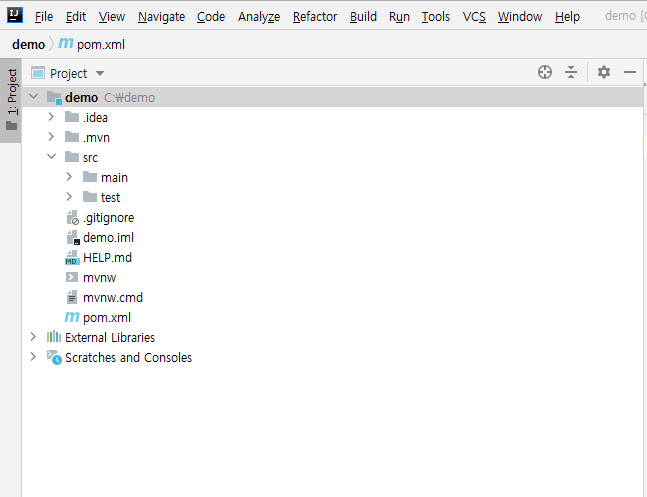 IJ File Edit View Navigate Code Analyze Refactor Build Run Tools VCS Window Help demo [
demo pom.xml
1: Project
Project
demo C:₩demo
.idea
.mvn
src
main
test
.gitignore
demo.iml
MD HELP.md
mvnw
mvnw.cmd
m pom.xml
External Libraries
Scratches and Consoles